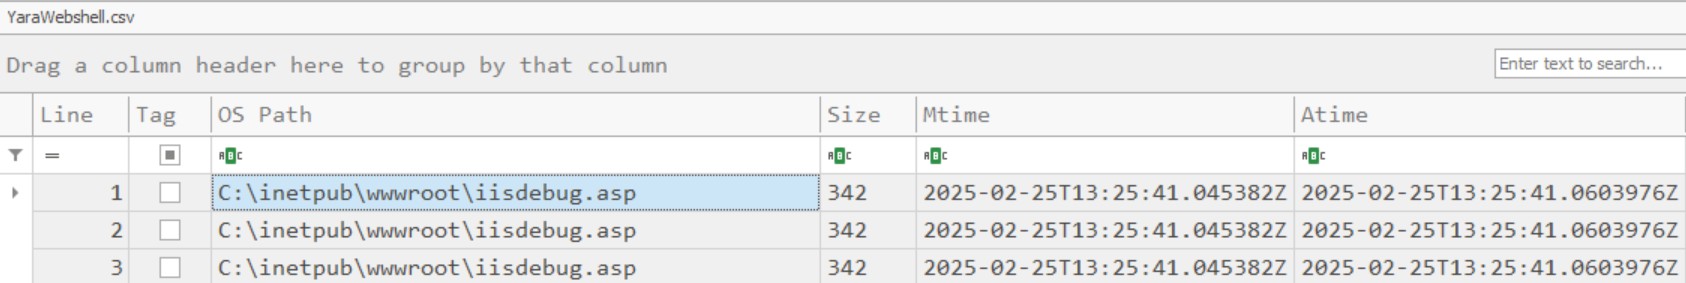 YaraWebshell.csv
Drag a column header here to group by that column
Enter text to search...
Line Tag OS Path Size Mtime Atime
= ABC ABC ABC ABC
1 C:\inetpub\wwwroot\iisdebug.asp 342 2025-02-25T13:25:41.045382Z 2025-02-25T13:25:41.0603976Z
2 C:\inetpub\wwwroot\iisdebug.asp 342 2025-02-25T13:25:41.045382Z 2025-02-25T13:25:41.0603976Z
3 C:\inetpub\wwwroot\iisdebug.asp 342 2025-02-25T13:25:41.045382Z 2025-02-25T13:25:41.0603976Z